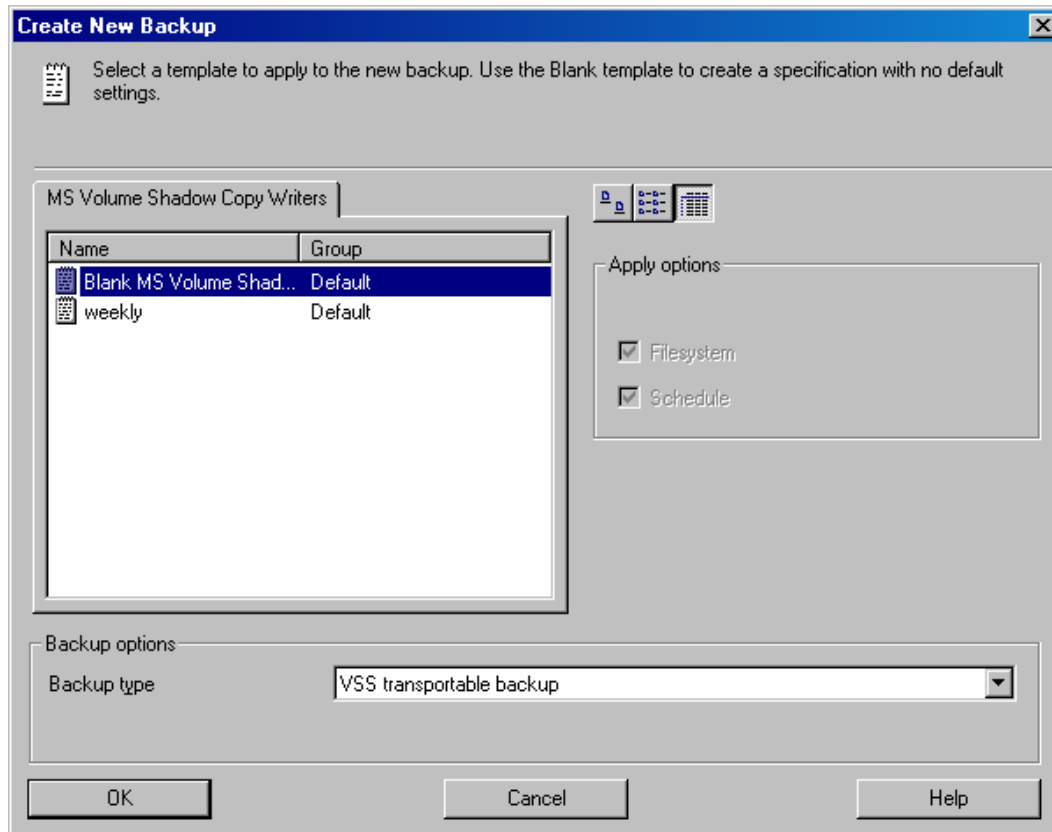 Create New Backup
Select a template to apply to the new backup. Use the Blank template to create a specification with no default
settings.
MS Volume Shadow Copy Writers
Name Group
Blank MS Volume Shad... Default
weekly Default
Apply options
Filesystem
Schedule
Backup options
Backup type VSS transportable backup
OK Cancel Help